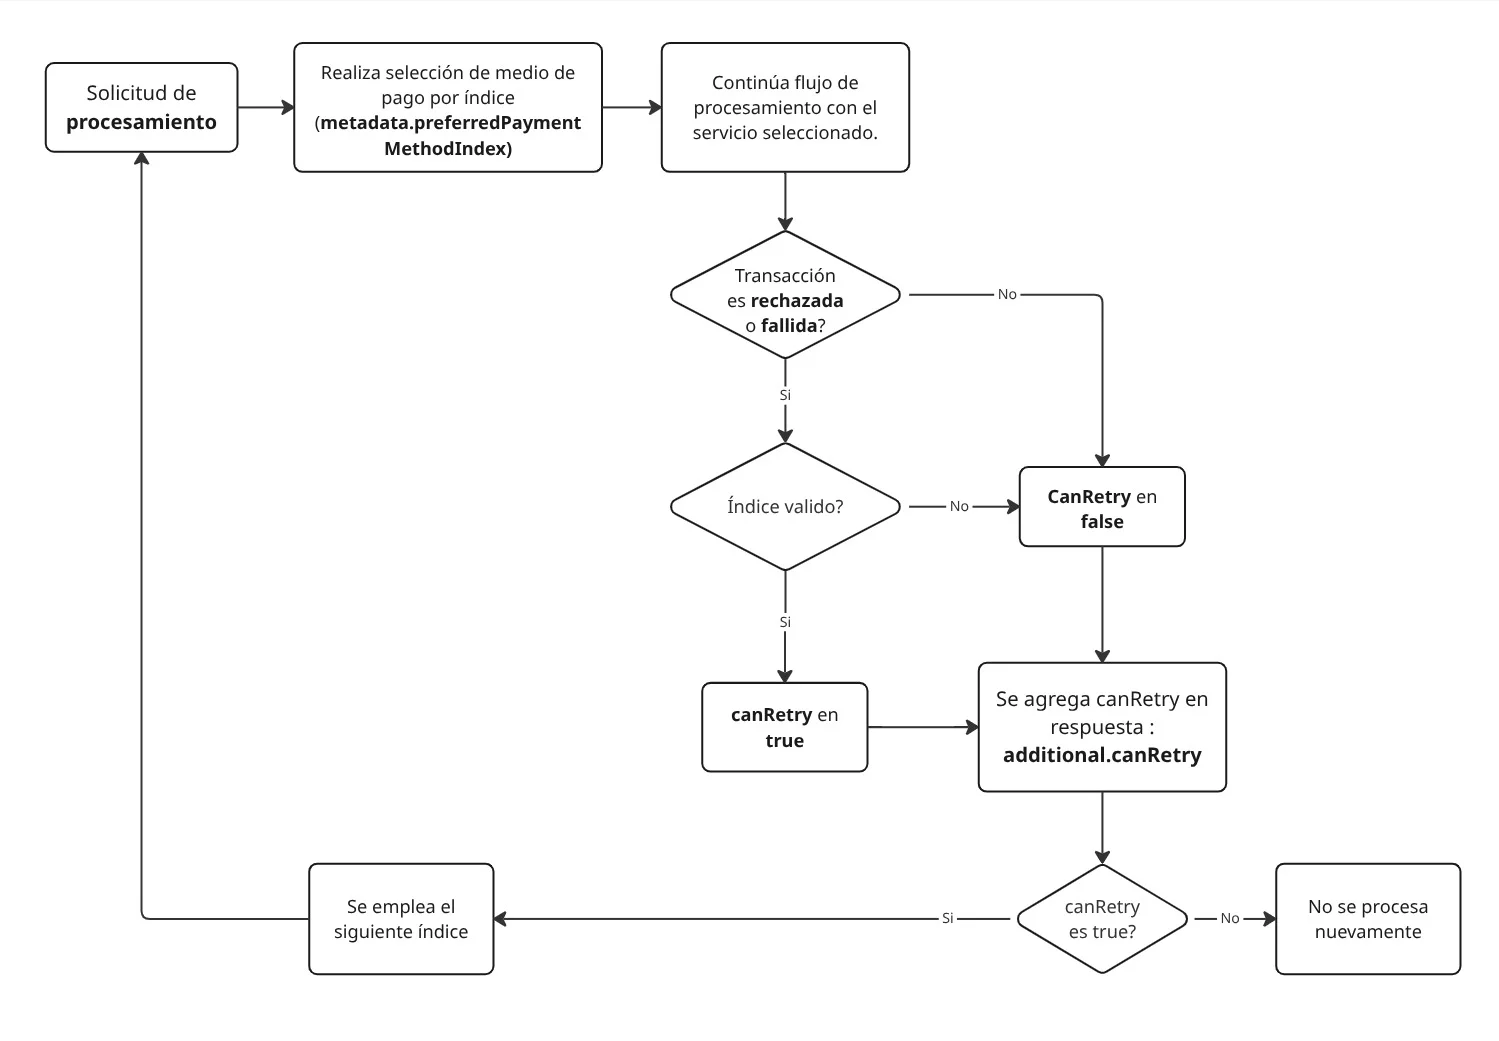 Solicitud de
procesamiento
Realiza selección de medio de
pago por índice
(metadata.preferredPayment
MethodIndex)
Continúa flujo de
procesamiento con el
servicio seleccionado.
Transacción
es rechazada
o fallida?
No
Si
Índice valido?
No
CanRetry en
false
Si
canRetry en
true
Se agrega canRetry en
respuesta :
additional.canRetry
Se emplea el
siguiente índice
Si
canRetry
es true?
No
No se procesa
nuevamente